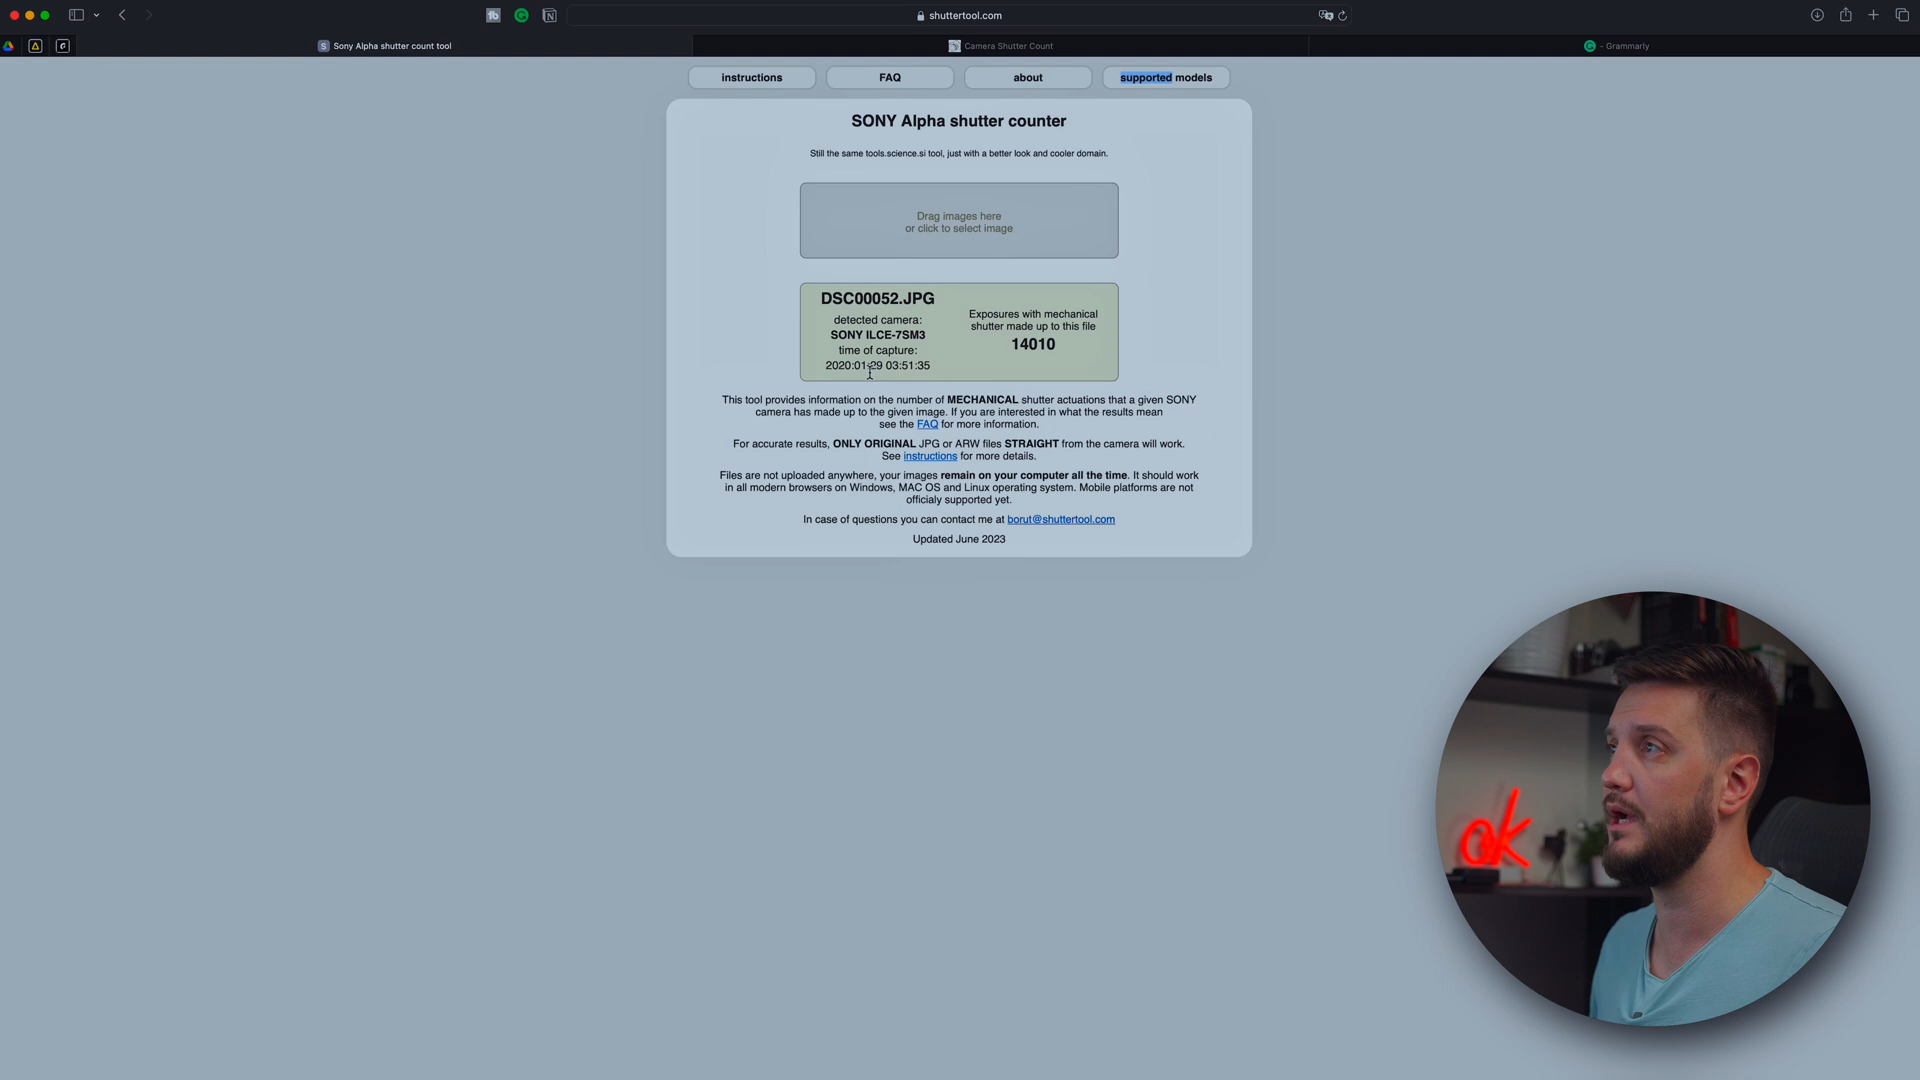 shuttertool.com
Sony Alpha shutter count tool
Camera Shutter Count
- Grammarly
instructions
FAQ
about
supported models
SONY Alpha shutter counter
Still the same tools.science.si tool, just with a better look and cooler domain.
Drag images here
or click to select image
DSC00052.JPG
detected camera:
SONY ILCE-7SM3
time of capture:
2020:01:29 03:51:35
Exposures with mechanical
shutter made up to this file
14010
This tool provides information on the number of MECHANICAL shutter actuations that a given SONY
camera has made up to the given image. If you are interested in what the results mean
see the FAQ for more information.
For accurate results, ONLY ORIGINAL JPG or ARW files STRAIGHT from the camera will work.
See instructions for more details.
Files are not uploaded anywhere, your images remain on your computer all the time. It should work
in all modern browsers on Windows, MAC OS and Linux operating system. Mobile platforms are not
officialy supported yet.
In case of questions you can contact me at borut@shuttertool.com
Updated June 2023
ok